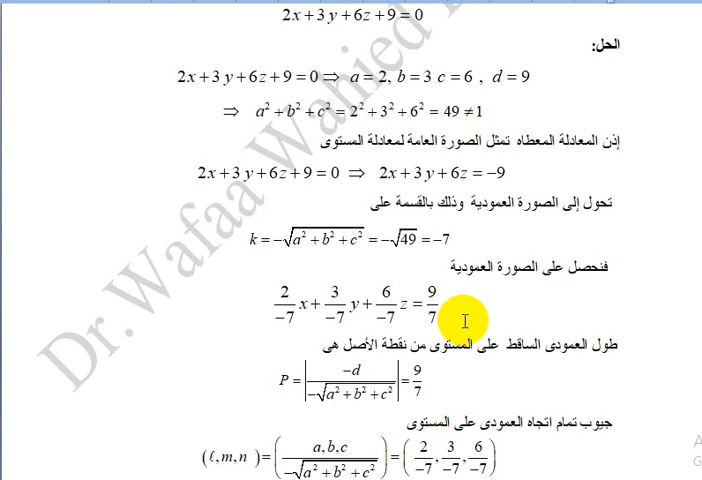 2x+3y+6z+9=0
الحل:
2x+3y+6z+9=0 ⇒ a=2, b=3 c=6 , d=9
⇒ a²+b²+c²=2²+3²+6²=49≠1
إذن المعادلة المعطاه تمثل الصورة العامة لمعادلة المستوى
2x+3y+6z+9=0 ⇒ 2x+3y+6z=−9
تحول إلى الصورة العمودية وذلك بالقسمة على
k=−√(a²+b²+c²)=−√49=−7
فنحصل على الصورة العمودية
2/−7 x+ 3/−7 y+ 6/−7 z= 9/7
طول العمودى الساقط على المستوى من نقطة الأصل هى
P=|−d/−√(a²+b²+c²)|=9/7
جيوب تمام اتجاه العمودى على المستوى
(ℓ,m,n )=(a,b,c/−√(a²+b²+c²))=(2/−7, 3/−7, 6/−7)
Dr.Wafaa Wahied